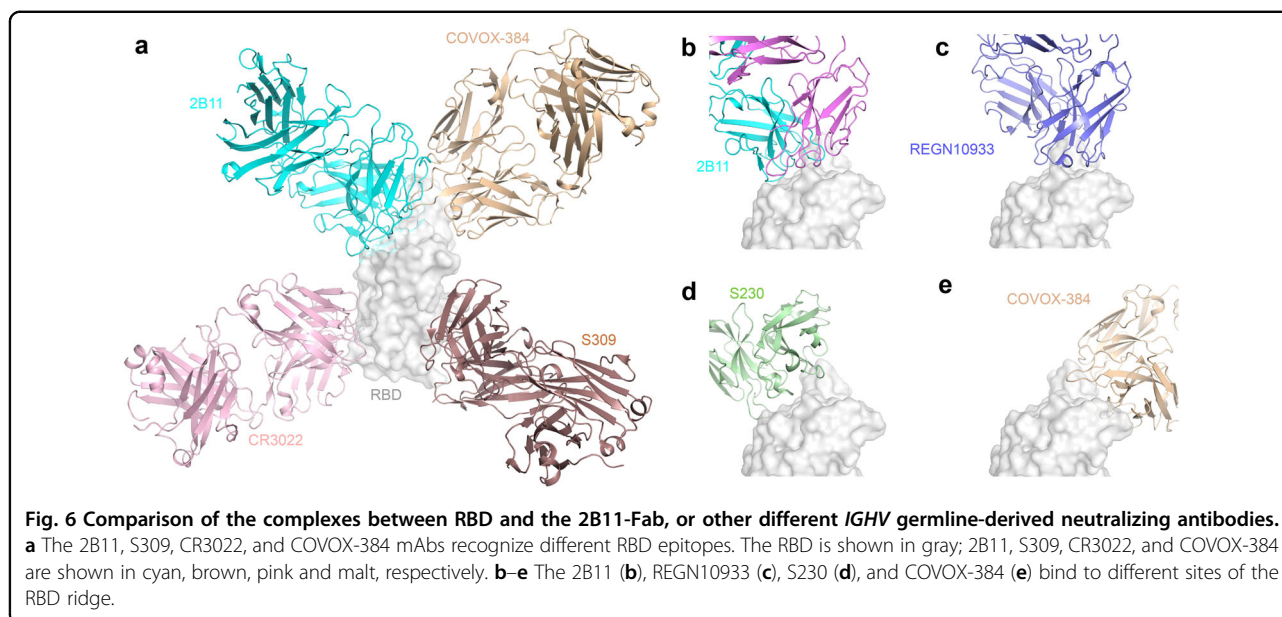 a
COVOX-384
2B11
S309
RBD
CR3022
b
2B11
c
REGN10933
d
S230
e
COVOX-384
Fig. 6 Comparison of the complexes between RBD and the 2B11-Fab, or other different IGHV germline-derived neutralizing antibodies.
a The 2B11, S309, CR3022, and COVOX-384 mAbs recognize different RBD epitopes. The RBD is shown in gray; 2B11, S309, CR3022, and COVOX-384
are shown in cyan, brown, pink and malt, respectively. b–e The 2B11 (b), REGN10933 (c), S230 (d), and COVOX-384 (e) bind to different sites of the
RBD ridge.